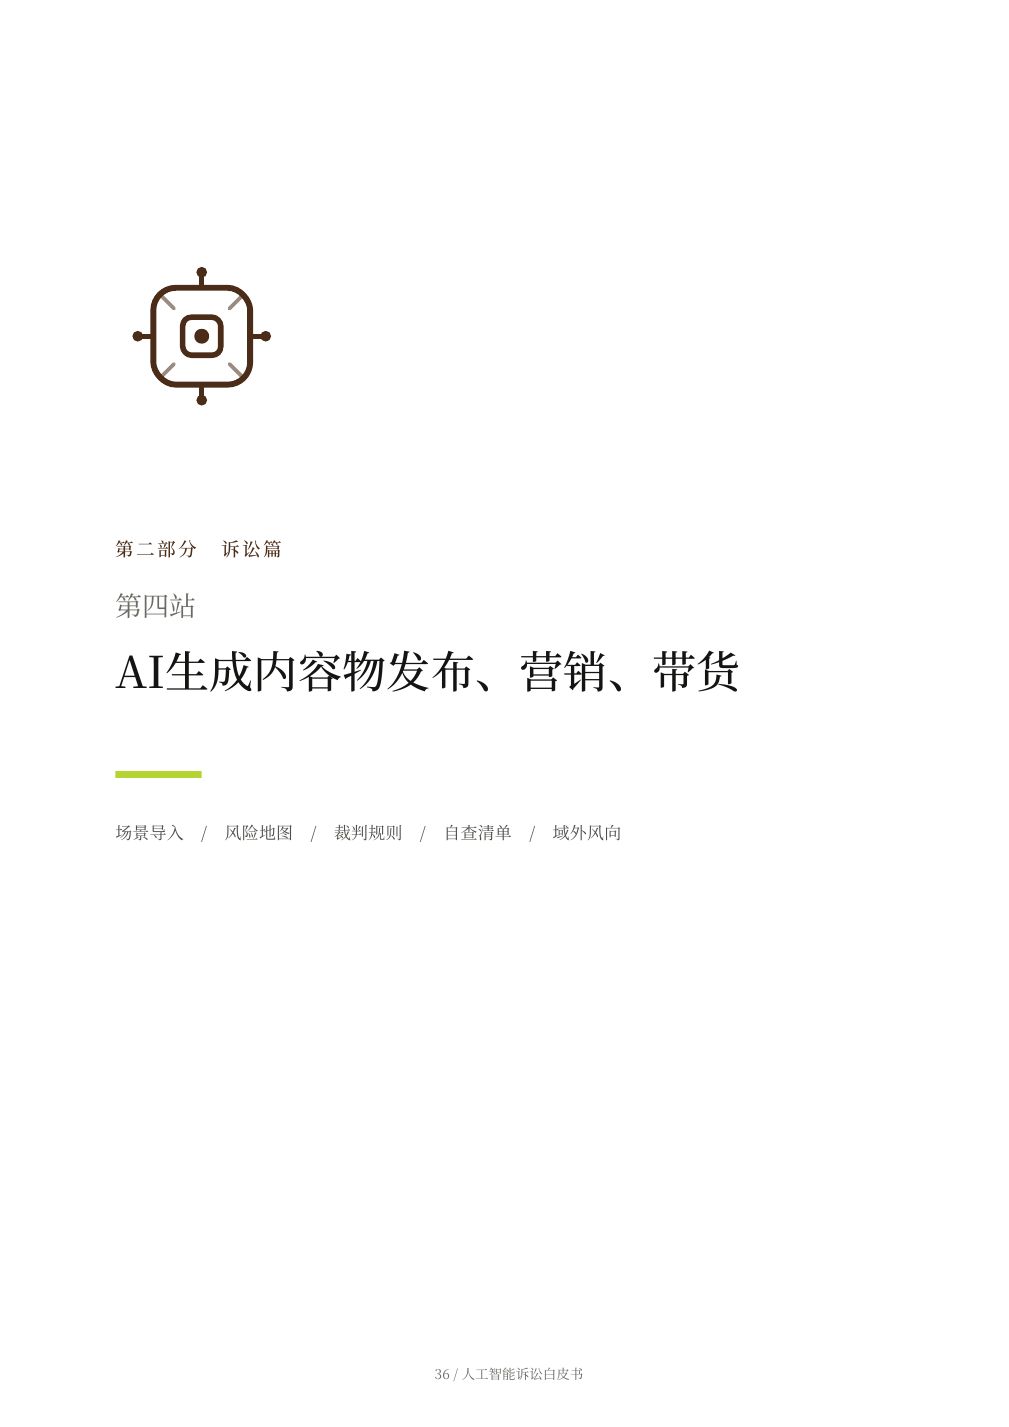 第二部分　诉讼篇
第四站
AI生成内容物发布、营销、带货
场景导入 / 风险地图 / 裁判规则 / 自查清单 / 域外风向
36 / 人工智能诉讼白皮书